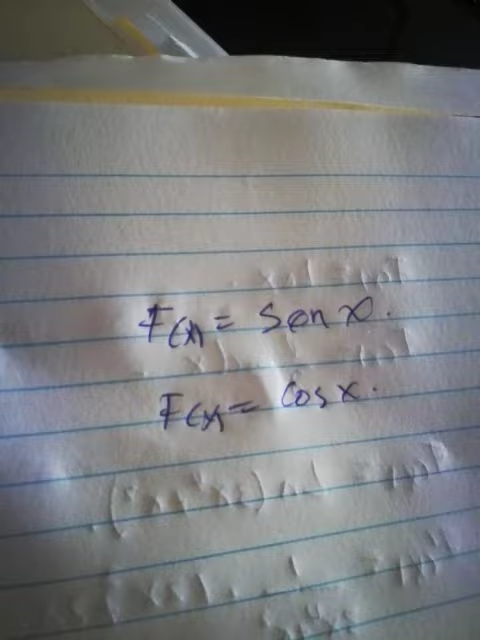 F(x) = Sen x.
F(x) = Cos x.